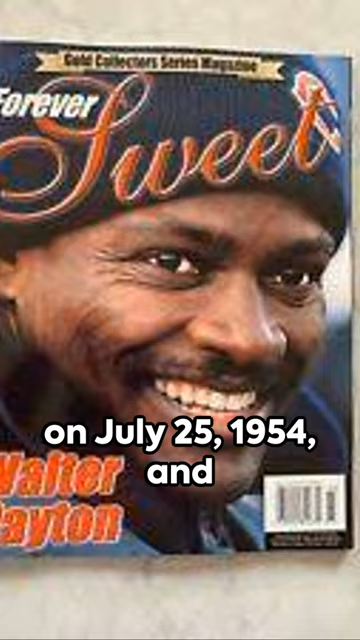 Gold Collectors Series Magazine
Forever
Sweet
on July 25, 1954,
and
Walter
Payton